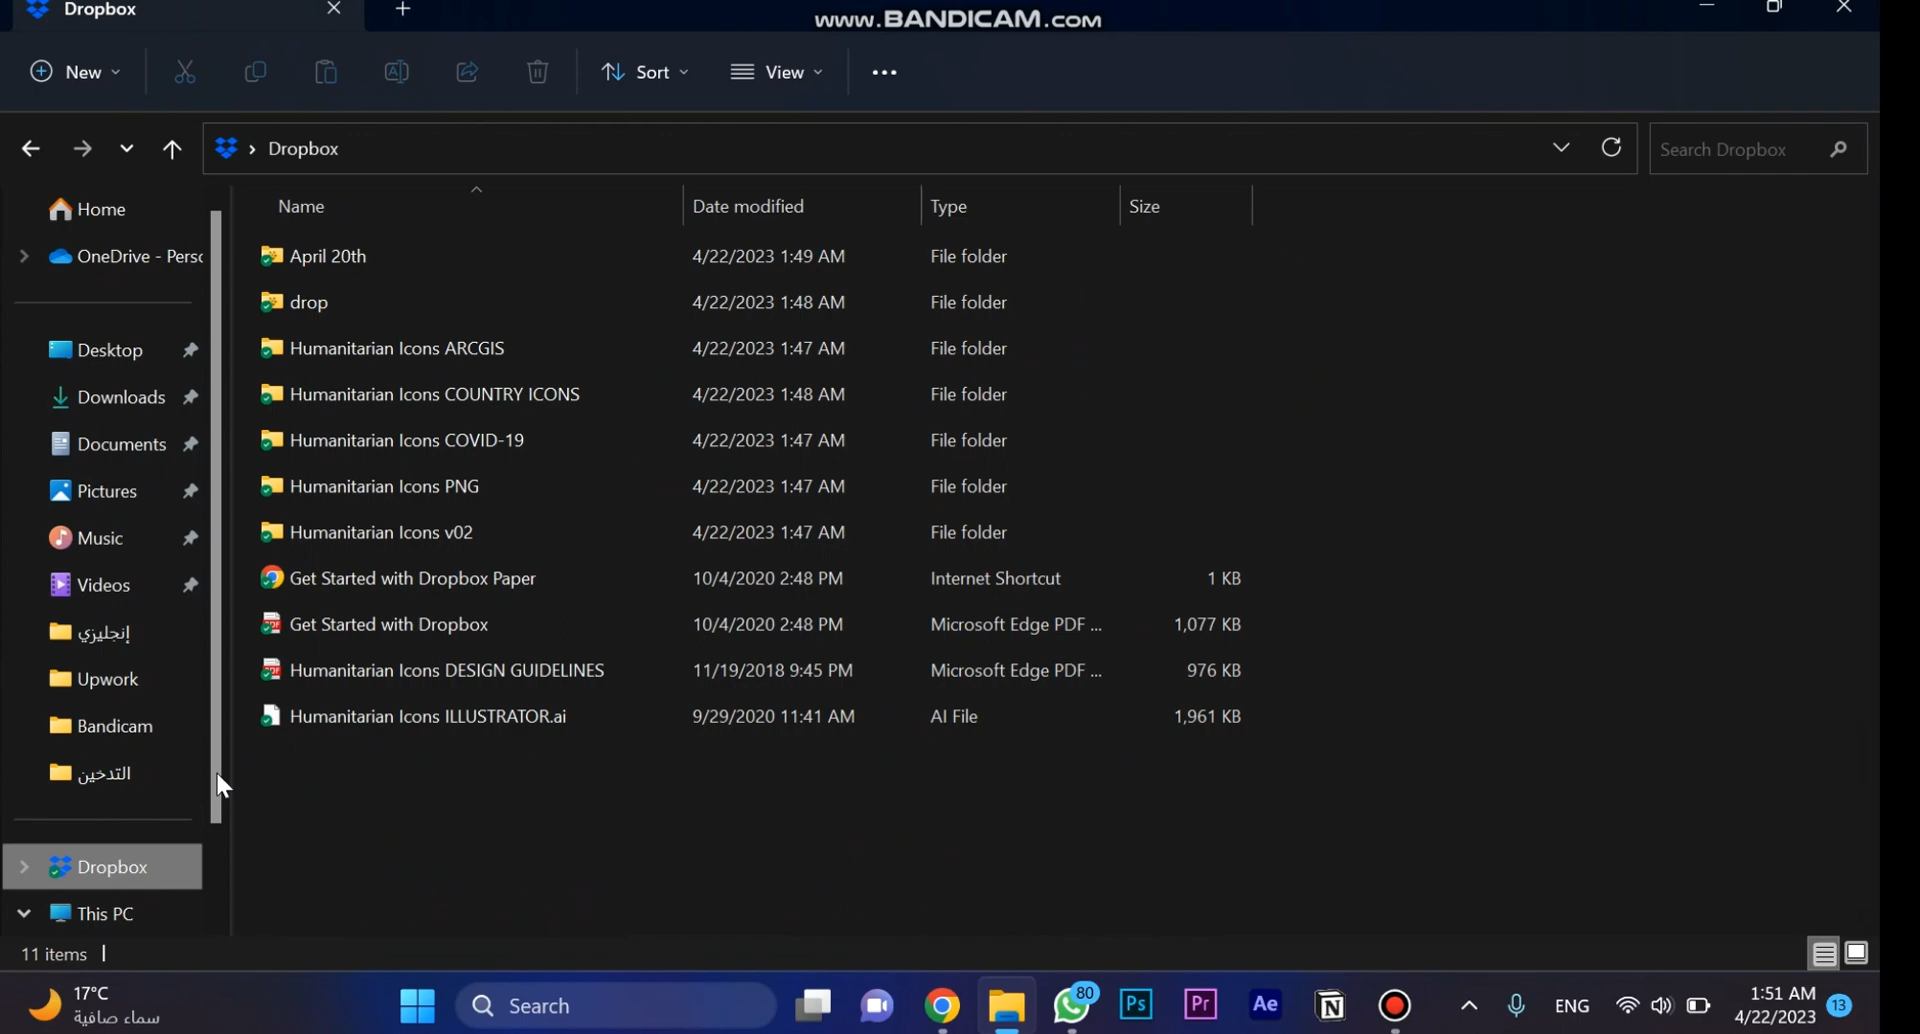 Dropbox
www.BANDICAM.com
New
Sort
View
Dropbox
Search Dropbox
Home
OneDrive - Perso
Desktop
Downloads
Documents
Pictures
Music
Videos
إنجليزي
Upwork
Bandicam
التدخين
Dropbox
This PC
Name Date modified Type Size
April 20th 4/22/2023 1:49 AM File folder
drop 4/22/2023 1:48 AM File folder
Humanitarian Icons ARCGIS 4/22/2023 1:47 AM File folder
Humanitarian Icons COUNTRY ICONS 4/22/2023 1:48 AM File folder
Humanitarian Icons COVID-19 4/22/2023 1:47 AM File folder
Humanitarian Icons PNG 4/22/2023 1:47 AM File folder
Humanitarian Icons v02 4/22/2023 1:47 AM File folder
Get Started with Dropbox Paper 10/4/2020 2:48 PM Internet Shortcut 1 KB
Get Started with Dropbox 10/4/2020 2:48 PM Microsoft Edge PDF ... 1,077 KB
Humanitarian Icons DESIGN GUIDELINES 11/19/2018 9:45 PM Microsoft Edge PDF ... 976 KB
Humanitarian Icons ILLUSTRATOR.ai 9/29/2020 11:41 AM AI File 1,961 KB
11 items
17°C
سماء صافية
Search
80
Ps
Pr
Ae
N
ENG
1:51 AM
4/22/2023
13